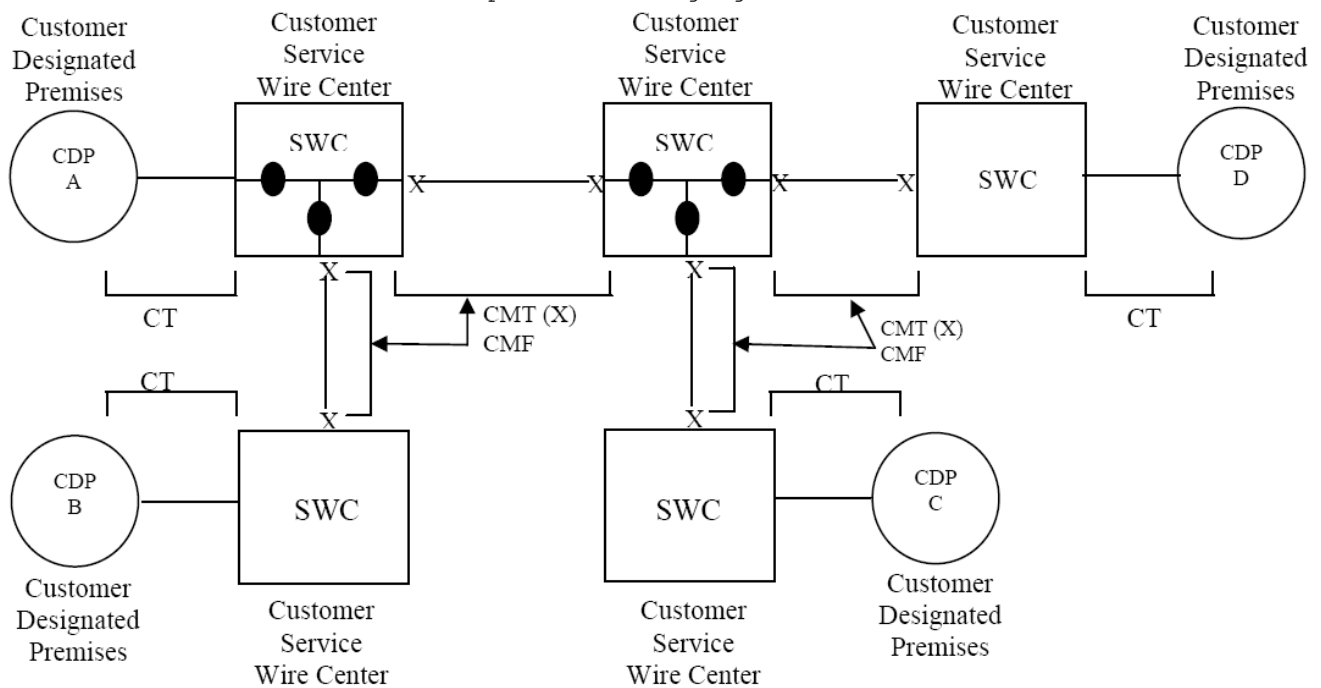 Customer
Designated
Premises
Customer
Service
Wire Center
Customer
Service
Wire Center
Customer
Service
Wire Center
Customer
Designated
Premises
CDP
A
SWC
X
X
SWC
X
X
SWC
CDP
D
X
X
CT
CMT (X)
CMF
CMT (X)
CMF
CT
CT
CT
X
X
CDP
B
SWC
SWC
CDP
C
Customer
Designated
Premises
Customer
Service
Wire Center
Customer
Service
Wire Center
Customer
Designated
Premises